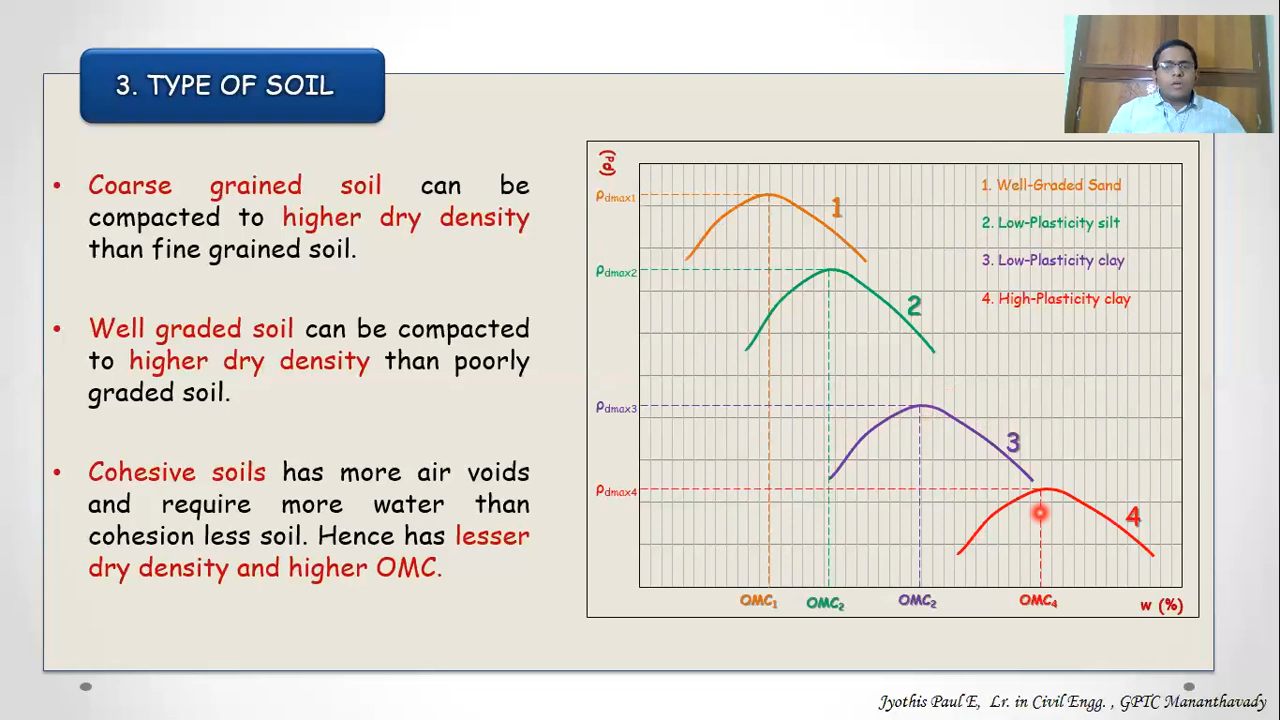 3. TYPE OF SOIL
• Coarse grained soil can be
compacted to higher dry density
than fine grained soil.
• Well graded soil can be compacted
to higher dry density than poorly
graded soil.
• Cohesive soils has more air voids
and require more water than
cohesion less soil. Hence has lesser
dry density and higher OMC.
(ρd)
ρdmax1
ρdmax2
ρdmax3
ρdmax4
1
2
3
4
1. Well-Graded Sand
2. Low-Plasticity silt
3. Low-Plasticity clay
4. High-Plasticity clay
OMC1 OMC2 OMC2 OMC4 w (%)
Jyothis Paul E, Lr. in Civil Engg. , GPTC Mananthavady